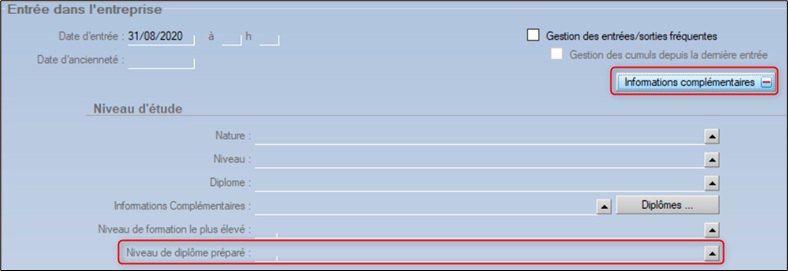 Entrée dans l'entreprise
Date d'entrée : 31/08/2020 à h
Gestion des entrées/sorties fréquentes
Date d'ancienneté :
Gestion des cumuls depuis la dernière entrée
Informations complémentaires
Niveau d'étude
Nature :
Niveau :
Diplome :
Informations Complémentaires : Diplômes ...
Niveau de formation le plus élevé :
Niveau de diplôme préparé :